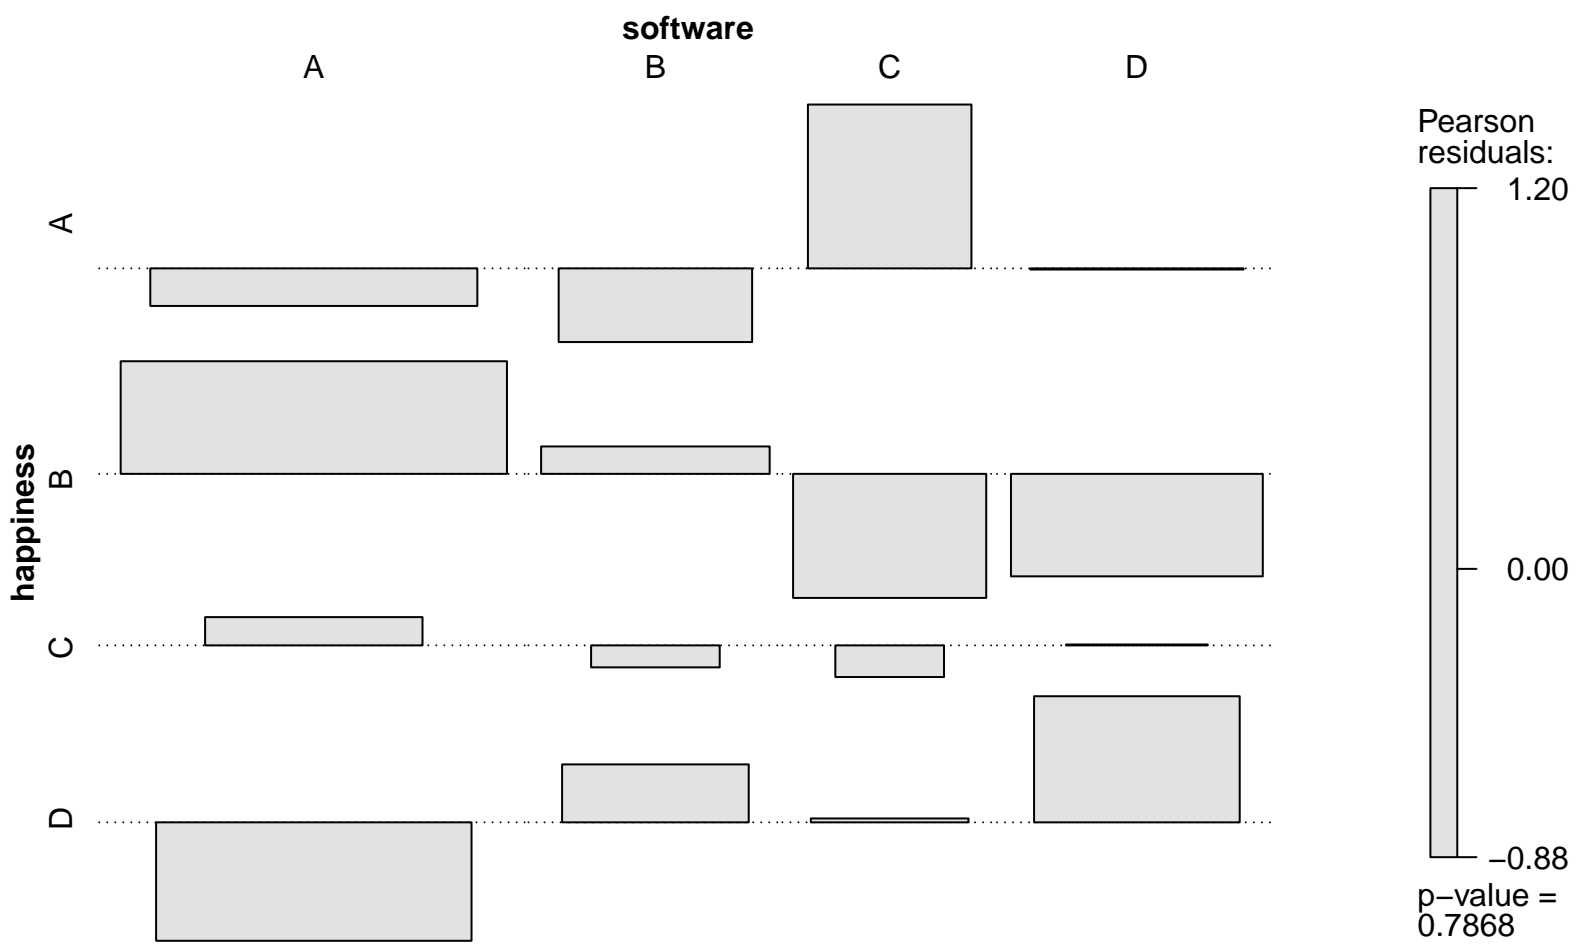 software
A B C D
Pearson
residuals:
1.20
0.00
−0.88
p−value =
0.7868
happiness
A
B
C
D